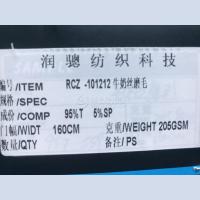 润骢纺织科技
编号/ITEM RCZ -101212 牛奶丝磨毛
规格/SPEC
成份/COMP 95%T 5%SP
门幅/WIDT 160CM 克重/WEIGHT 205GSM
数量/QTY 备注/PS